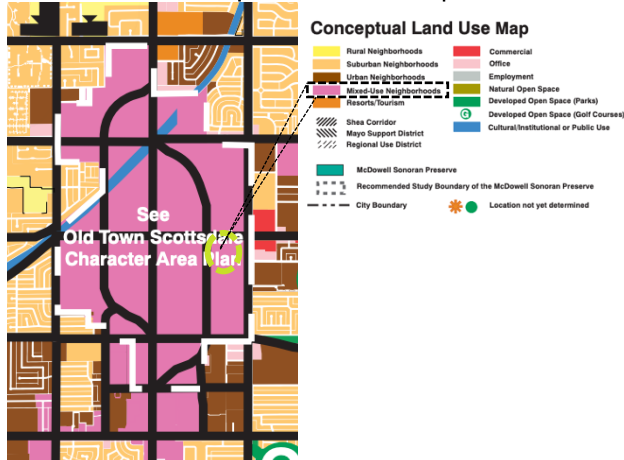 Conceptual Land Use Map
Rural Neighborhoods
Suburban Neighborhoods
Urban Neighborhoods
Mixed-Use Neighborhoods
Resorts/Tourism
Shea Corridor
Mayo Support District
Regional Use District
Commercial
Office
Employment
Natural Open Space
Developed Open Space (Parks)
G Developed Open Space (Golf Courses)
Cultural/Institutional or Public Use
McDowell Sonoran Preserve
Recommended Study Boundary of the McDowell Sonoran Preserve
City Boundary
Location not yet determined
See
Old Town Scottsdale
Character Area Plan
G